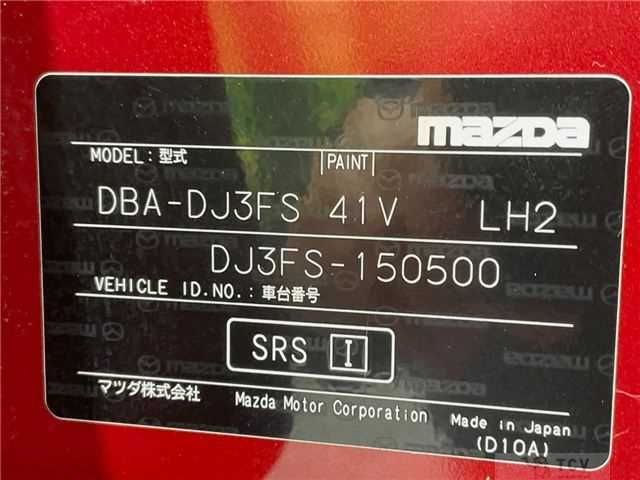 mazda
MODEL: 型式 PAINT
DBA-DJ3FS 41V LH2
DJ3FS-150500
VEHICLE ID.NO.: 車台番号
SRS I
マツダ株式会社 Mazda Motor Corporation Made in Japan
(D10A)
TCV